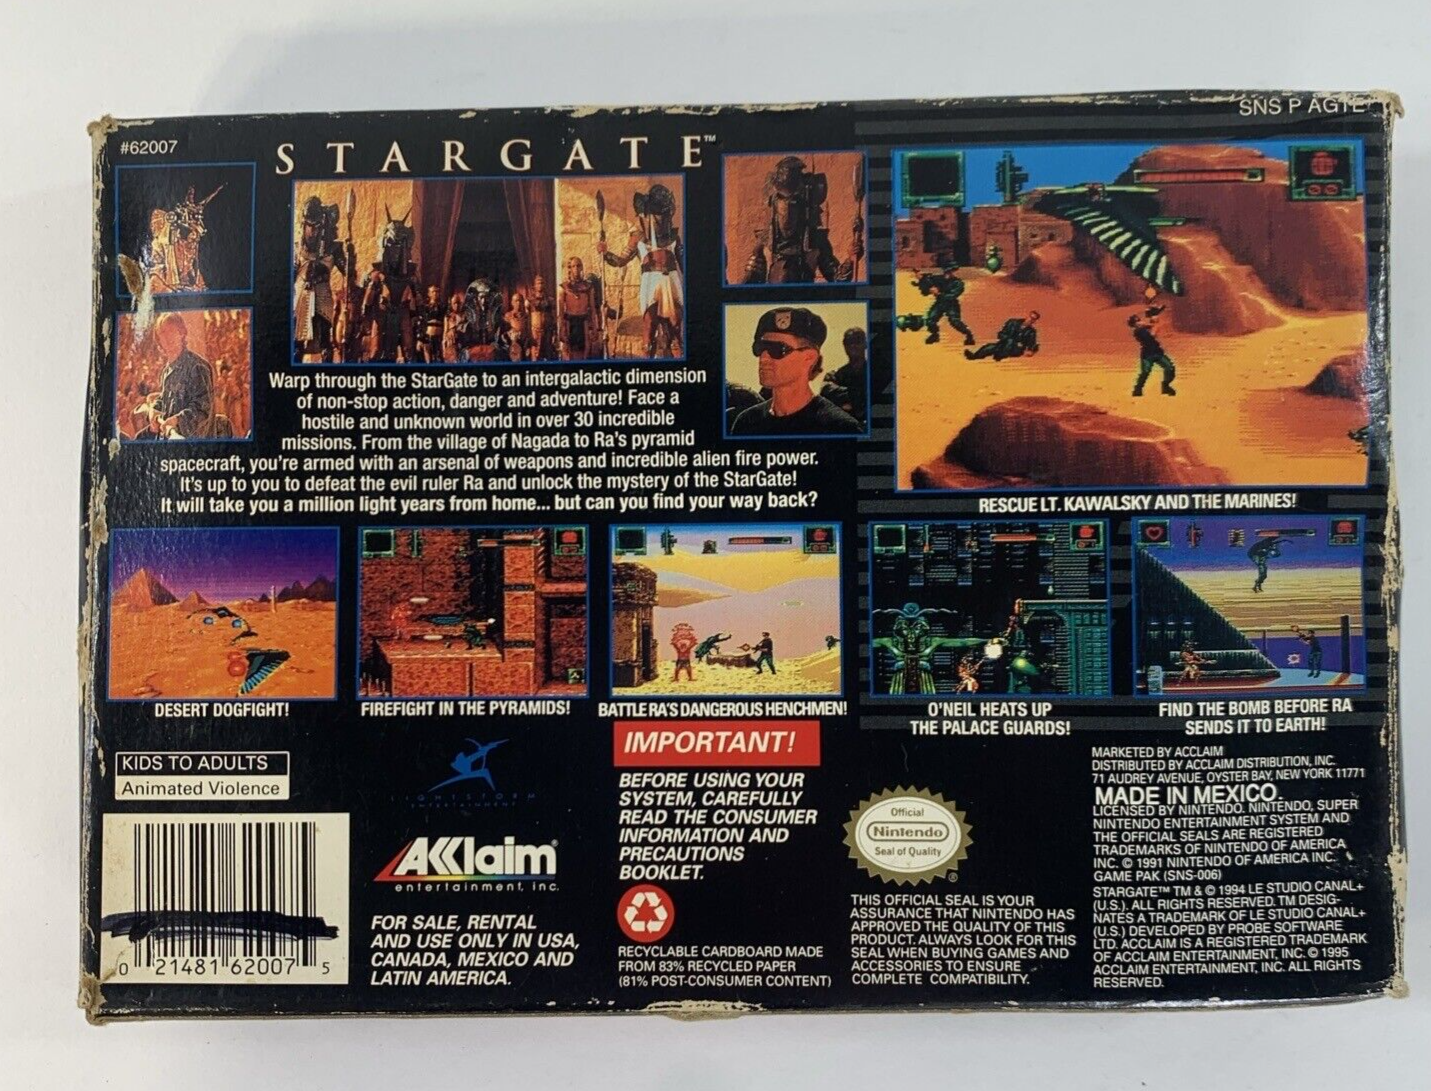 #62007
SNS P AGTE
STARGATE™
Warp through the StarGate to an intergalactic dimension
of non-stop action, danger and adventure! Face a
hostile and unknown world in over 30 incredible
missions. From the village of Nagada to Ra's pyramid
spacecraft, you're armed with an arsenal of weapons and incredible alien fire power.
It's up to you to defeat the evil ruler Ra and unlock the mystery of the StarGate!
It will take you a million light years from home... but can you find your way back?
RESCUE LT. KAWALSKY AND THE MARINES!
DESERT DOGFIGHT!
FIREFIGHT IN THE PYRAMIDS!
BATTLE RA'S DANGEROUS HENCHMEN!
O'NEIL HEATS UP
THE PALACE GUARDS!
FIND THE BOMB BEFORE RA
SENDS IT TO EARTH!
KIDS TO ADULTS
Animated Violence
0 21481 62007 5
LIGHTSTORM
ENTERTAINMENT
AKKlaim®
entertainment, inc.
FOR SALE, RENTAL
AND USE ONLY IN USA,
CANADA, MEXICO AND
LATIN AMERICA.
IMPORTANT!
BEFORE USING YOUR
SYSTEM, CAREFULLY
READ THE CONSUMER
INFORMATION AND
PRECAUTIONS
BOOKLET.
RECYCLABLE CARDBOARD MADE
FROM 83% RECYCLED PAPER
(81% POST-CONSUMER CONTENT)
Official
Nintendo
Seal of Quality
®
THIS OFFICIAL SEAL IS YOUR
ASSURANCE THAT NINTENDO HAS
APPROVED THE QUALITY OF THIS
PRODUCT. ALWAYS LOOK FOR THIS
SEAL WHEN BUYING GAMES AND
ACCESSORIES TO ENSURE
COMPLETE COMPATIBILITY.
MARKETED BY ACCLAIM
DISTRIBUTED BY ACCLAIM DISTRIBUTION, INC.
71 AUDREY AVENUE, OYSTER BAY, NEW YORK 11771
MADE IN MEXICO.
LICENSED BY NINTENDO. NINTENDO, SUPER
NINTENDO ENTERTAINMENT SYSTEM AND
THE OFFICIAL SEALS ARE REGISTERED
TRADEMARKS OF NINTENDO OF AMERICA
INC. © 1991 NINTENDO OF AMERICA INC.
GAME PAK (SNS-006)
STARGATE™ TM & © 1994 LE STUDIO CANAL+
(U.S.). ALL RIGHTS RESERVED. TM DESIG-
NATES A TRADEMARK OF LE STUDIO CANAL+
(U.S.) DEVELOPED BY PROBE SOFTWARE
LTD. ACCLAIM IS A REGISTERED TRADEMARK
OF ACCLAIM ENTERTAINMENT, INC. © 1995
ACCLAIM ENTERTAINMENT, INC. ALL RIGHTS
RESERVED.